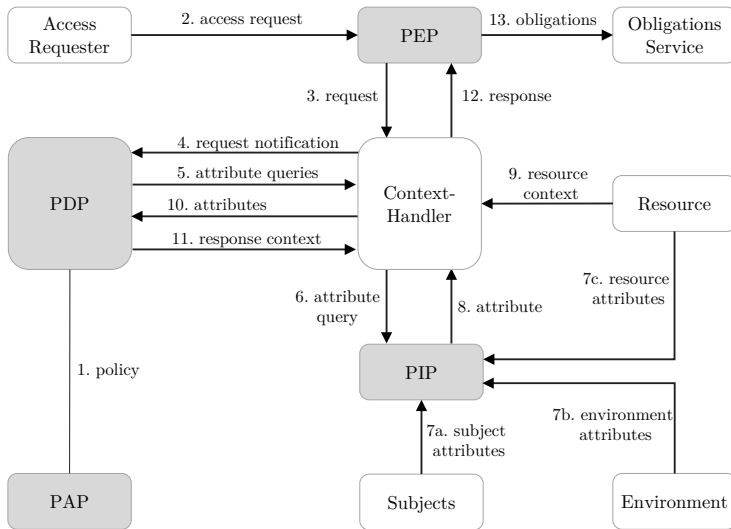 Access
Requester
2. access request
PEP
13. obligations
Obligations
Service
3. request
12. response
4. request notification
5. attribute queries
10. attributes
11. response context
PDP
Context-
Handler
9. resource
context
Resource
6. attribute
query
8. attribute
7c. resource
attributes
1. policy
PIP
7a. subject
attributes
7b. environment
attributes
PAP
Subjects
Environment